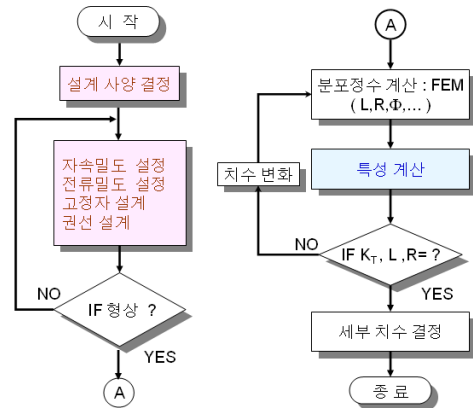 시 작
설계 사양 결정
자속밀도 설정
전류밀도 설정
고정자 설계
권선 설계
NO
IF 형상 ?
YES
A
A
분포정수 계산 : FEM
( L,R,Φ,... )
치수 변화
특성 계산
NO
IF KT, L ,R= ?
YES
세부 치수 결정
종 료